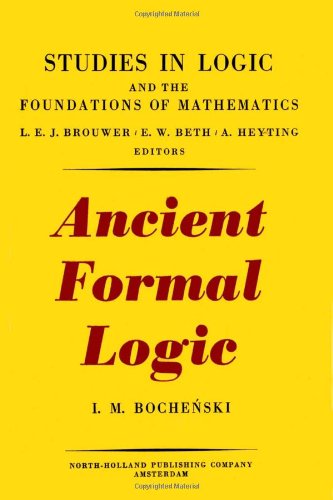 STUDIES IN LOGIC
AND THE
FOUNDATIONS OF MATHEMATICS
L. E. J. BROUWER / E. W. BETH / A. HEYTING
EDITORS
Ancient
Formal
Logic
I. M. BOCHEŃSKI
NORTH-HOLLAND PUBLISHING COMPANY
AMSTERDAM